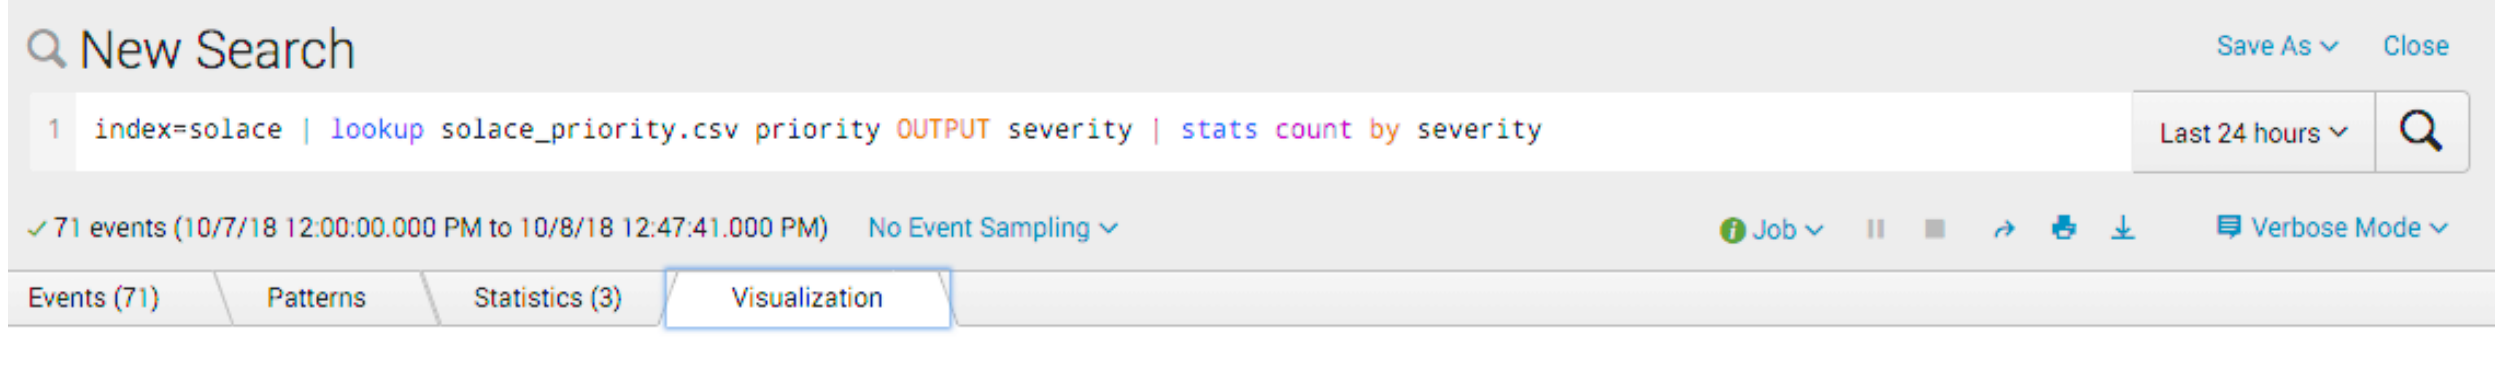 New Search
Save As Close
1 index=solace | lookup solace_priority.csv priority OUTPUT severity | stats count by severity
Last 24 hours
71 events (10/7/18 12:00:00.000 PM to 10/8/18 12:47:41.000 PM) No Event Sampling Job Verbose Mode
Events (71) Patterns Statistics (3) Visualization